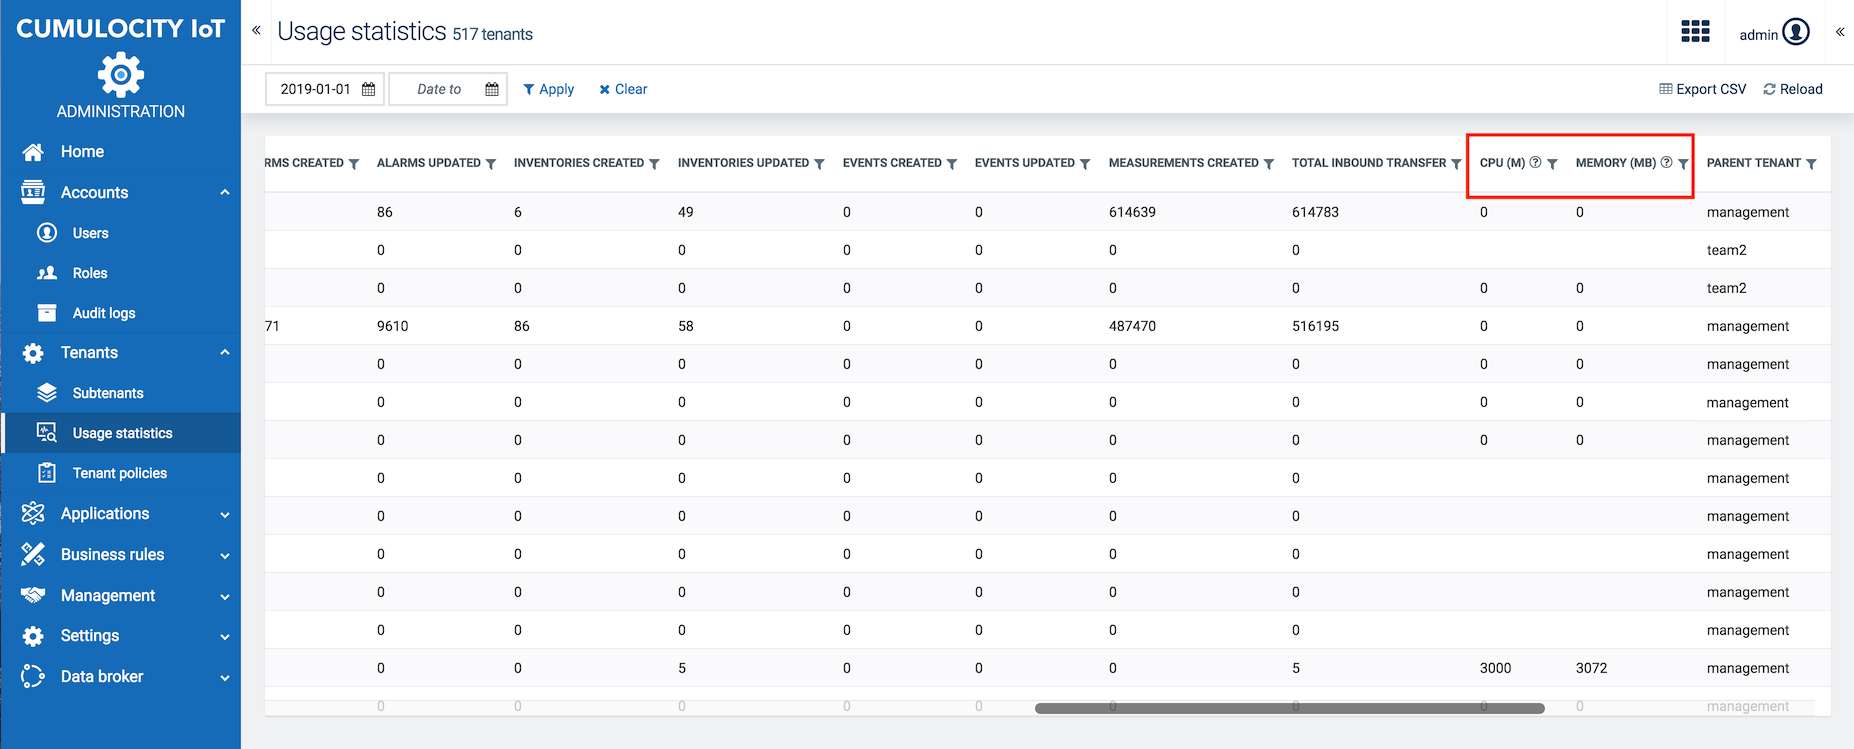 CUMULOCITY IoT
ADMINISTRATION
Home
Accounts
Users
Roles
Audit logs
Tenants
Subtenants
Usage statistics
Tenant policies
Applications
Business rules
Management
Settings
Data broker
« Usage statistics 517 tenants
admin «
2019-01-01 Date to Apply Clear Export CSV Reload
RMS CREATED ALARMS UPDATED INVENTORIES CREATED INVENTORIES UPDATED EVENTS CREATED EVENTS UPDATED MEASUREMENTS CREATED TOTAL INBOUND TRANSFER CPU (M) ? MEMORY (MB) ? PARENT TENANT
86 6 49 0 0 614639 614783 0 0 management
0 0 0 0 0 0 0 team2
0 0 0 0 0 0 0 0 0 team2
71 9610 86 58 0 0 487470 516195 0 0 management
0 0 0 0 0 0 0 0 0 management
0 0 0 0 0 0 0 0 0 management
0 0 0 0 0 0 0 0 0 management
0 0 0 0 0 0 0 management
0 0 0 0 0 0 0 management
0 0 0 0 0 0 0 management
0 0 0 0 0 0 0 management
0 0 0 0 0 0 0 management
0 0 5 0 0 0 5 3000 3072 management
0 0 0 0 0 0 0 0 0 management